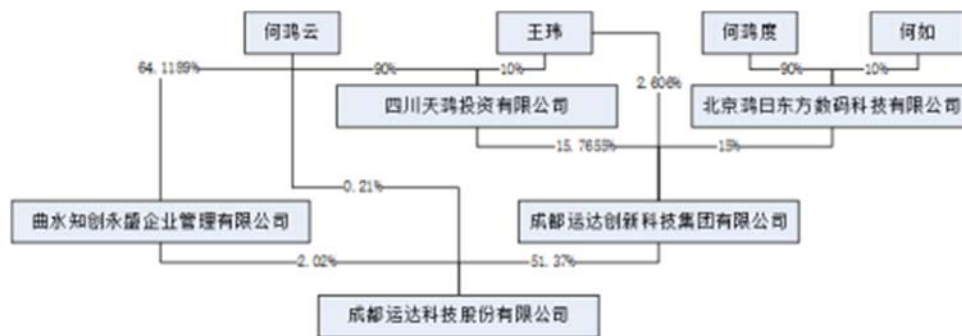 何鸿云
王玮
何鸿度
何如
64.1189%
90%
10%
2.606%
90%
10%
四川天鸿投资有限公司
北京鸿日东方数码科技有限公司
15.7655%
15%
0.21%
曲水知创永盛企业管理有限公司
成都运达创新科技集团有限公司
2.02%
51.37%
成都运达科技股份有限公司